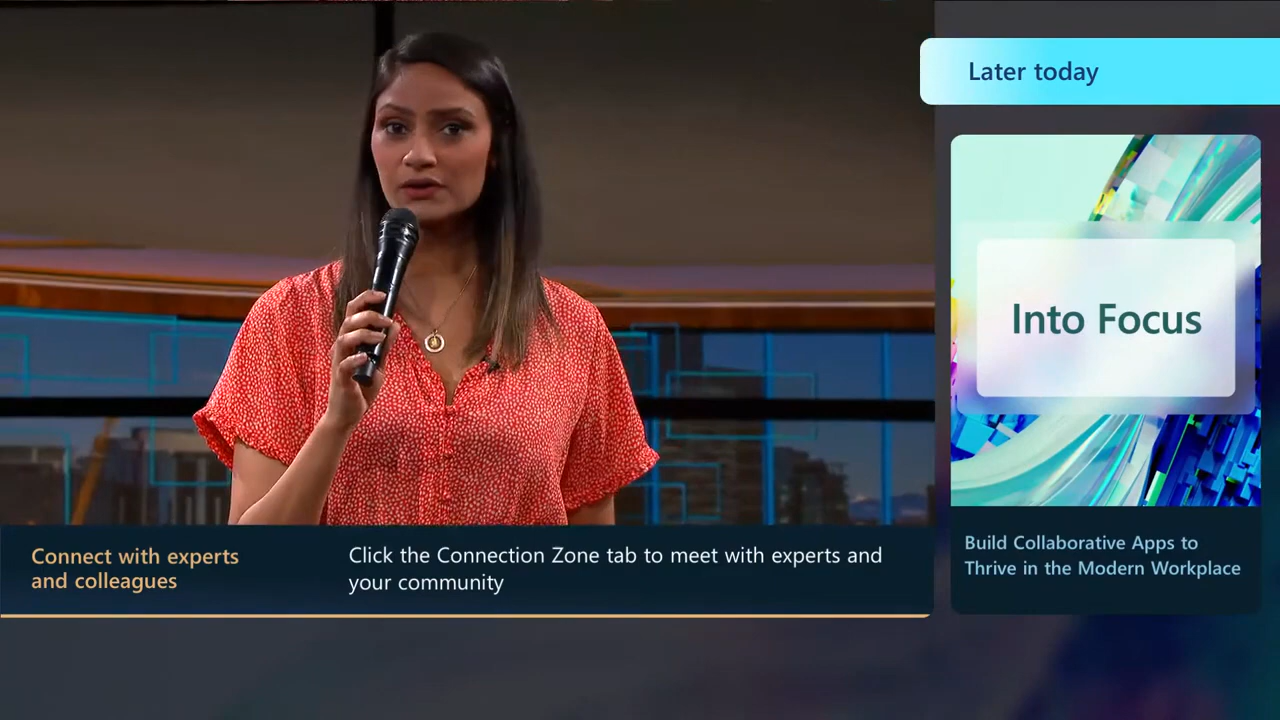 Later today
Into Focus
Build Collaborative Apps to
Thrive in the Modern Workplace
Connect with experts
and colleagues
Click the Connection Zone tab to meet with experts and
your community